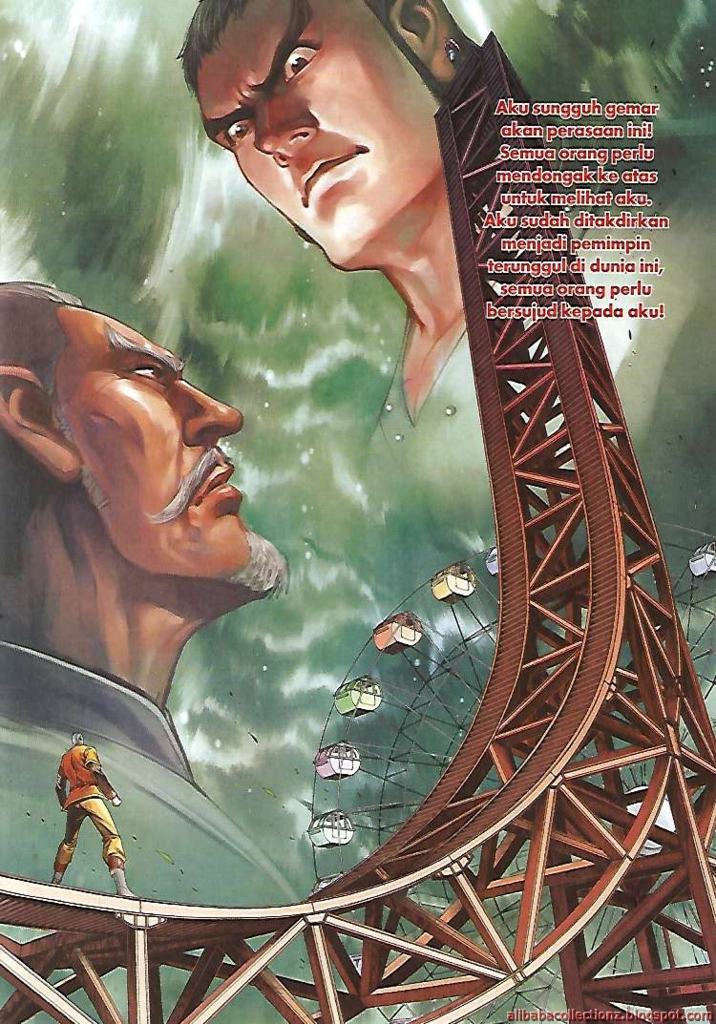 Aku sungguh gemar
akan perasaan ini!
Semua orang perlu
mendongak ke atas
untuk melihat aku.
Aku sudah ditakdirkan
menjadi pemimpin
terunggul di dunia ini,
semua orang perlu
bersujud kepada aku!
alibabacollectionz.blogspot.com